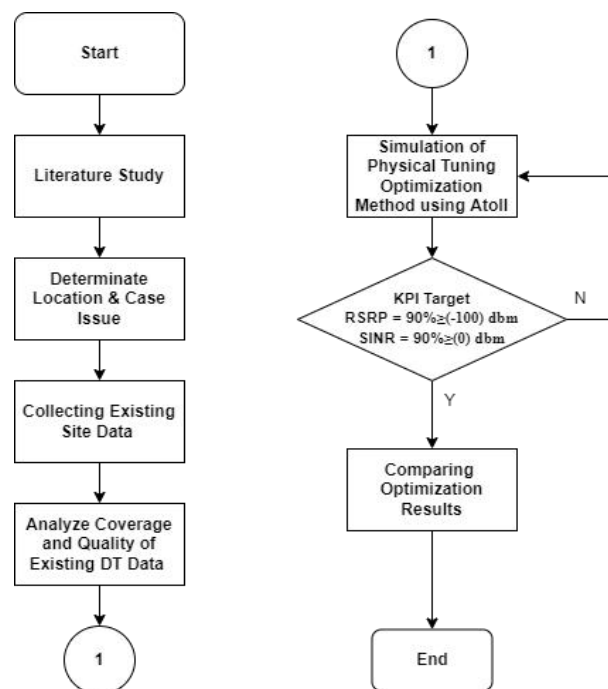 Start
Literature Study
Determinate
Location & Case
Issue
Collecting Existing
Site Data
Analyze Coverage
and Quality of
Existing DT Data
1
1
Simulation of
Physical Tuning
Optimization
Method using Atoll
KPI Target
RSRP = 90%≥(-100) dbm
SINR = 90%≥(0) dbm
N
Y
Comparing
Optimization
Results
End